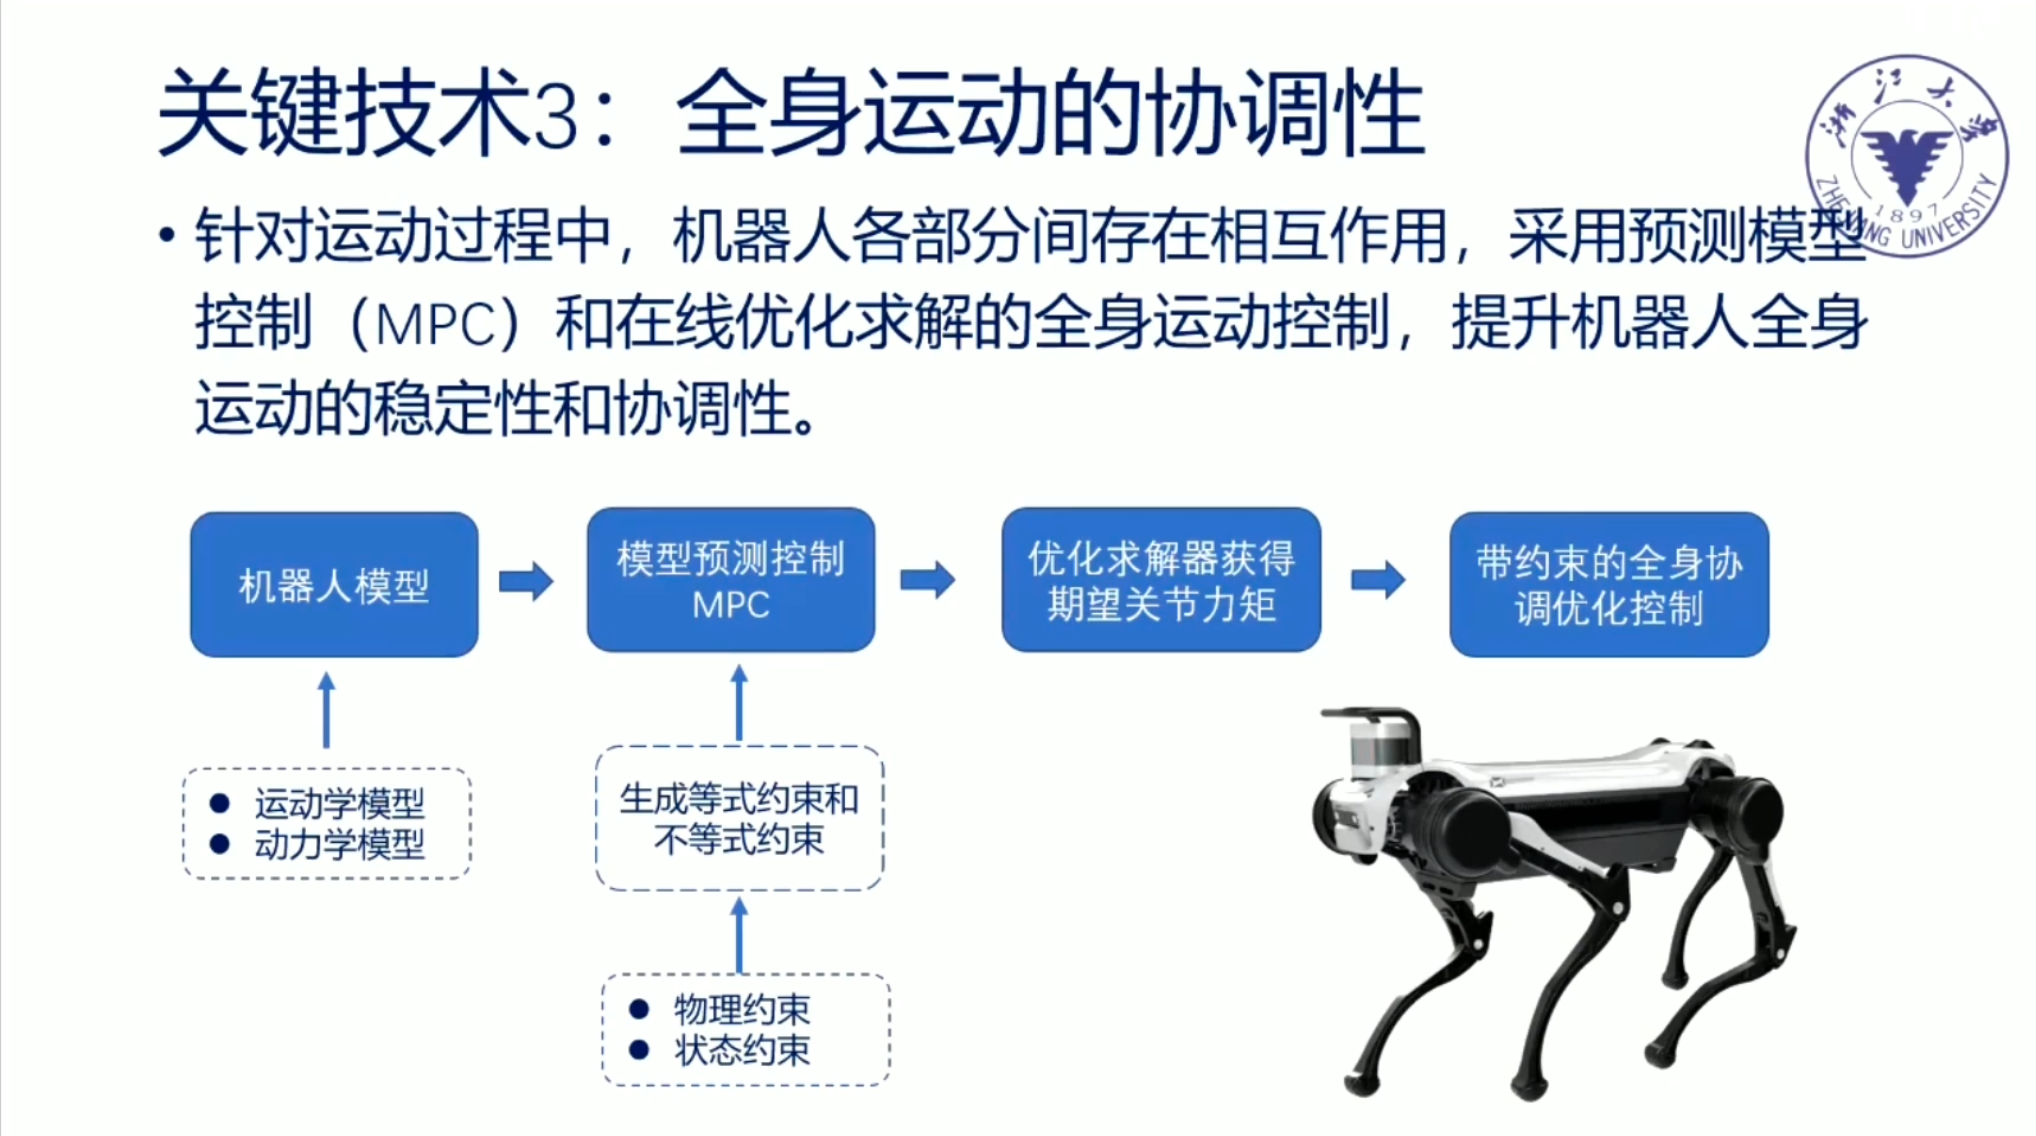 关键技术3：全身运动的协调性
浙江大学
ZHEJIANG UNIVERSITY
1897
• 针对运动过程中，机器人各部分间存在相互作用，采用预测模型
控制（MPC）和在线优化求解的全身运动控制，提升机器人全身
运动的稳定性和协调性。
机器人模型
模型预测控制
MPC
优化求解器获得
期望关节力矩
带约束的全身协
调优化控制
● 运动学模型
● 动力学模型
生成等式约束和
不等式约束
● 物理约束
● 状态约束